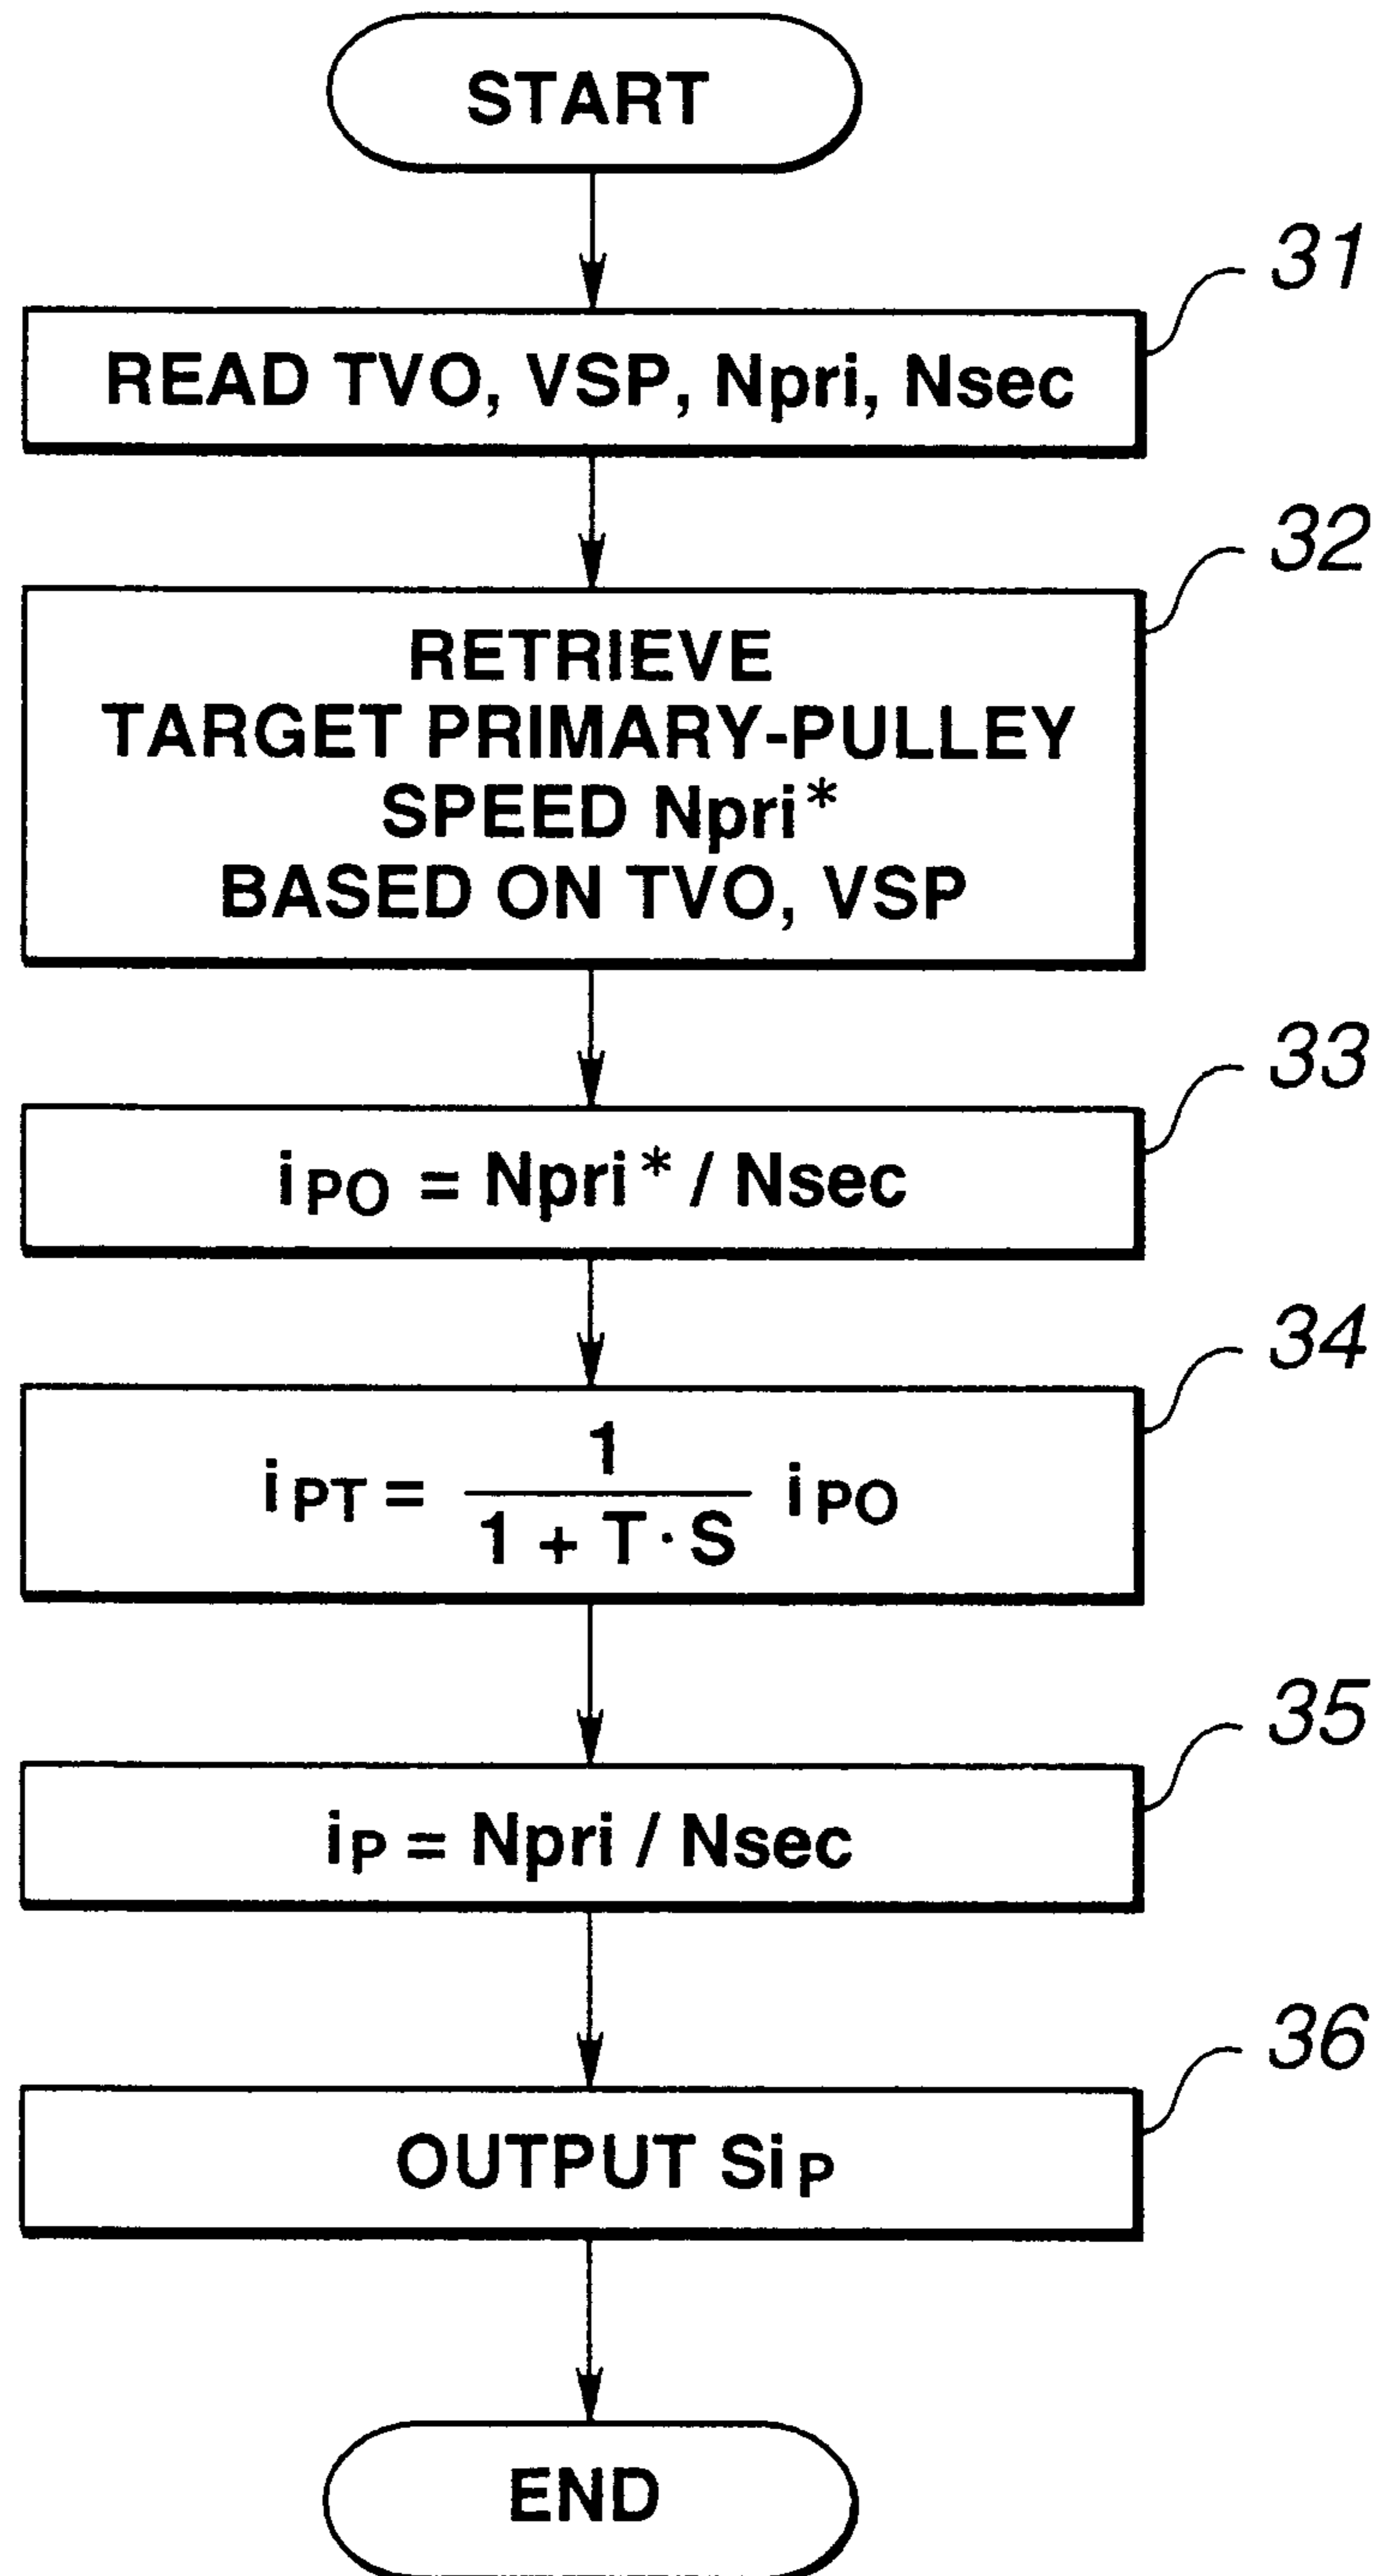 START
31
READ TVO, VSP, Npri, Nsec
32
RETRIEVE
TARGET PRIMARY-PULLEY
SPEED Npri*
BASED ON TVO, VSP
33
iPO = Npri* / Nsec
34
iPT = 1 / (1 + T·S) iPO
35
iP = Npri / Nsec
36
OUTPUT SiP
END